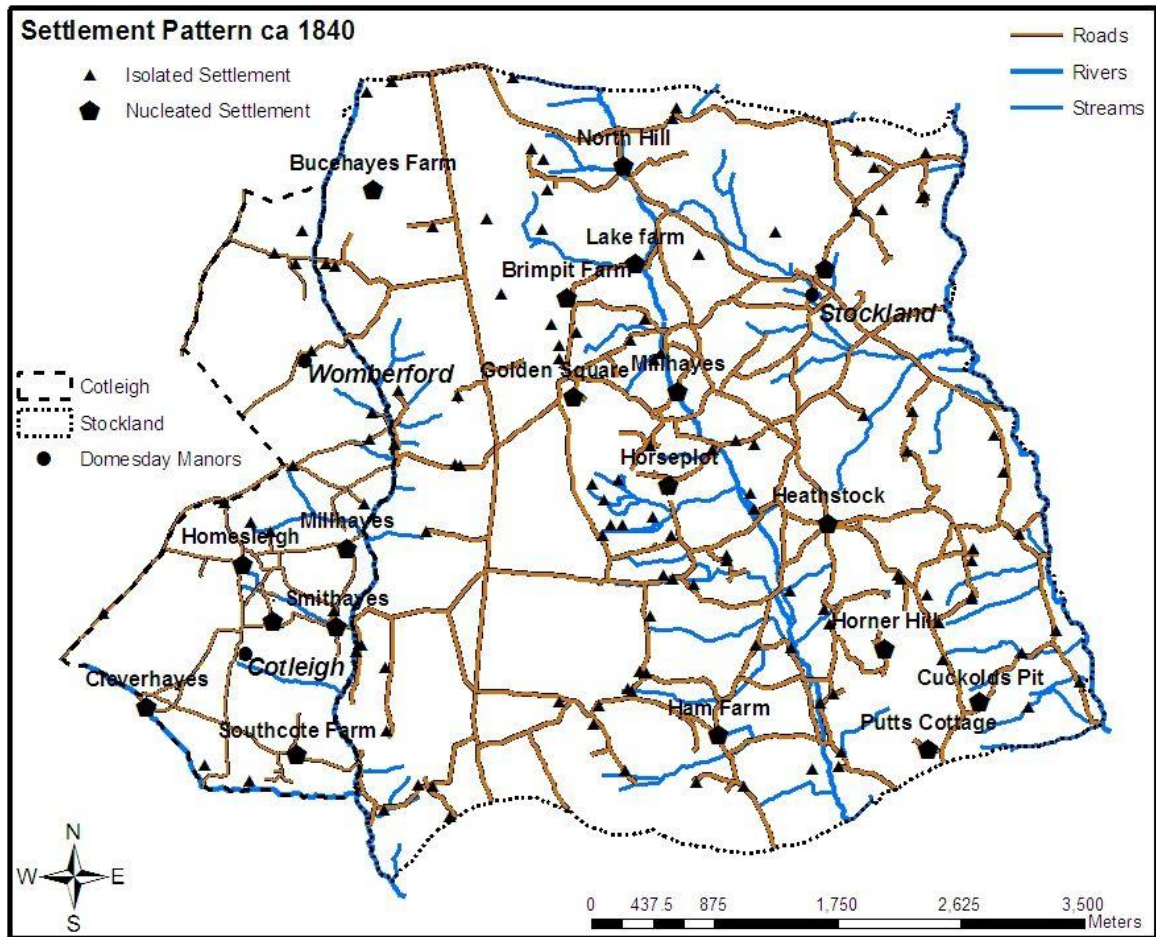 Settlement Pattern ca 1840
Isolated Settlement
Nucleated Settlement
Roads
Rivers
Streams
North Hill
Bucehayes Farm
Lake farm
Brimpit Farm
Stockland
Womberford
Golden Square
Millhayes
Cotleigh
Stockland
Domesday Manors
Horseplot
Heathstock
Millhayes
Homesleigh
Smithayes
Horner Hill
Cotleigh
Cleverhayes
Cuckolds Pit
Ham Farm
Putts Cottage
Southcote Farm
N
W E
S
0 437.5 875 1,750 2,625 3,500
Meters